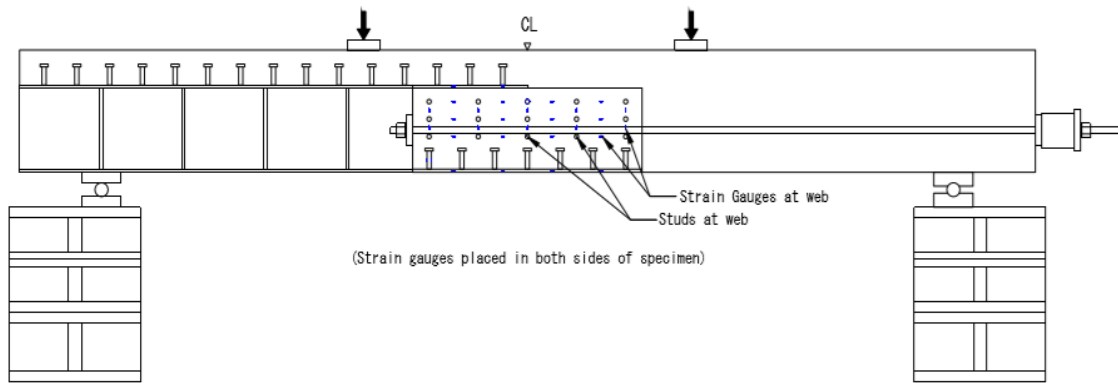 CL
Strain Gauges at web
Studs at web
(Strain gauges placed in both sides of specimen)